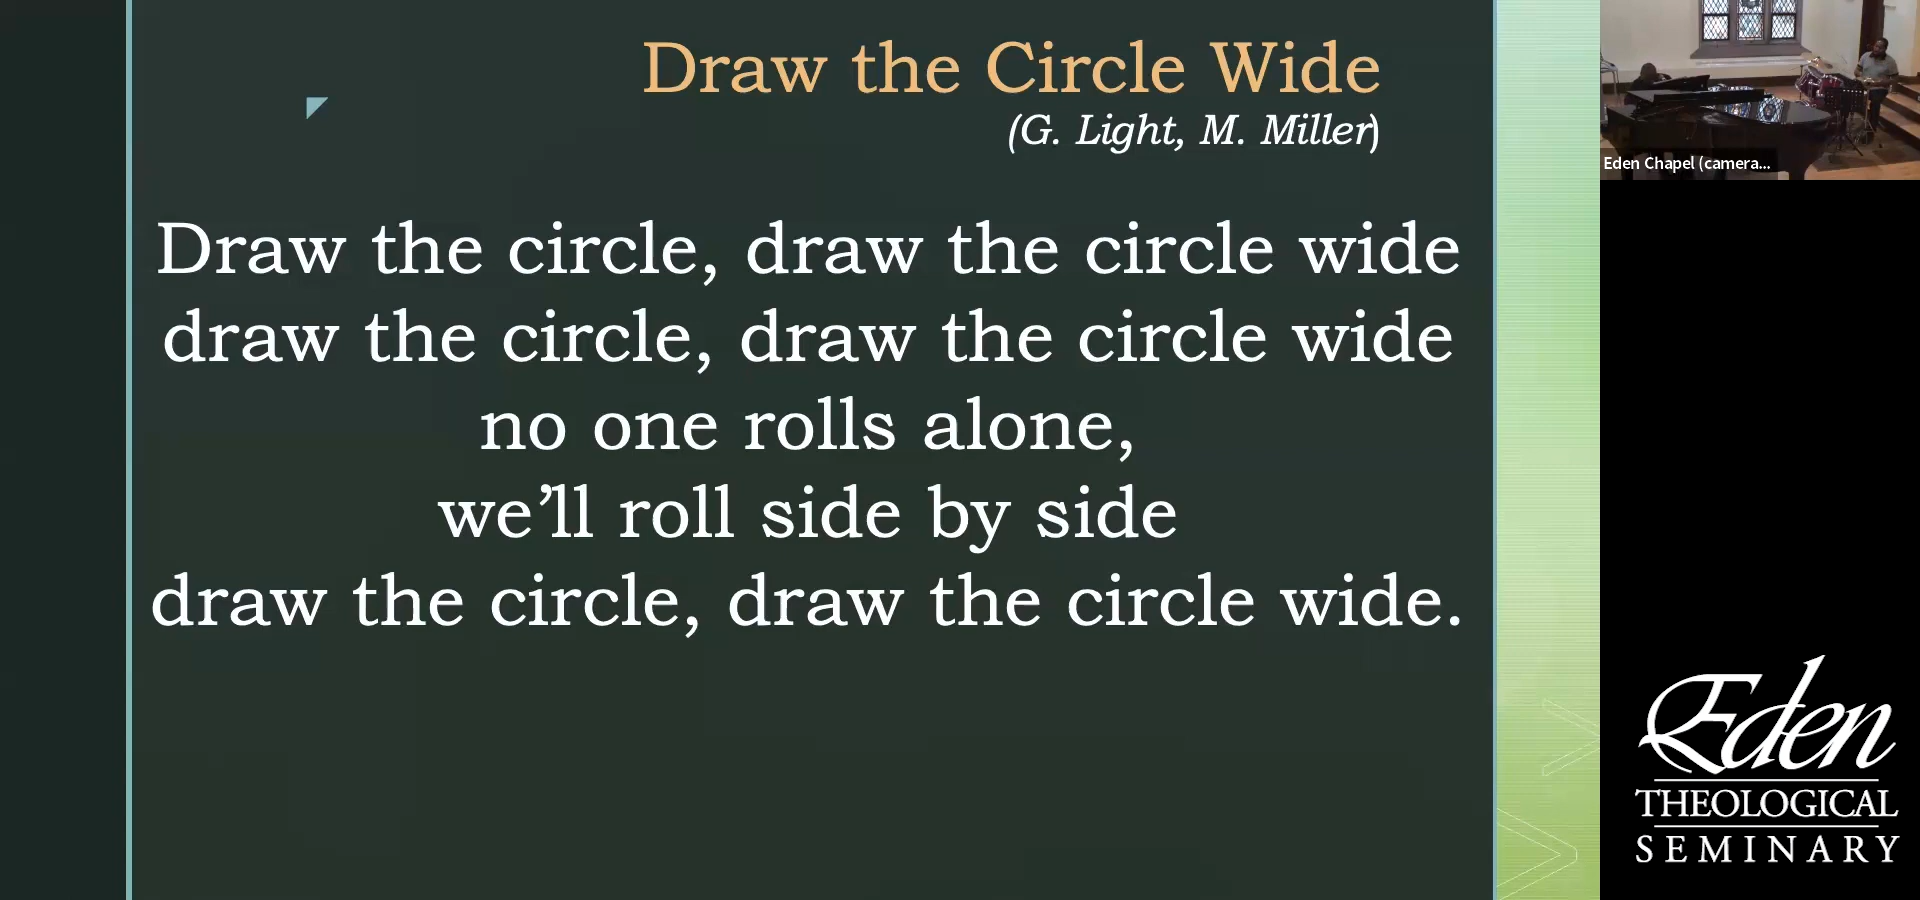 Draw the Circle Wide
(G. Light, M. Miller)
Draw the circle, draw the circle wide
draw the circle, draw the circle wide
no one rolls alone,
we’ll roll side by side
draw the circle, draw the circle wide.
Eden Chapel (camera...
Eden
THEOLOGICAL
SEMINARY